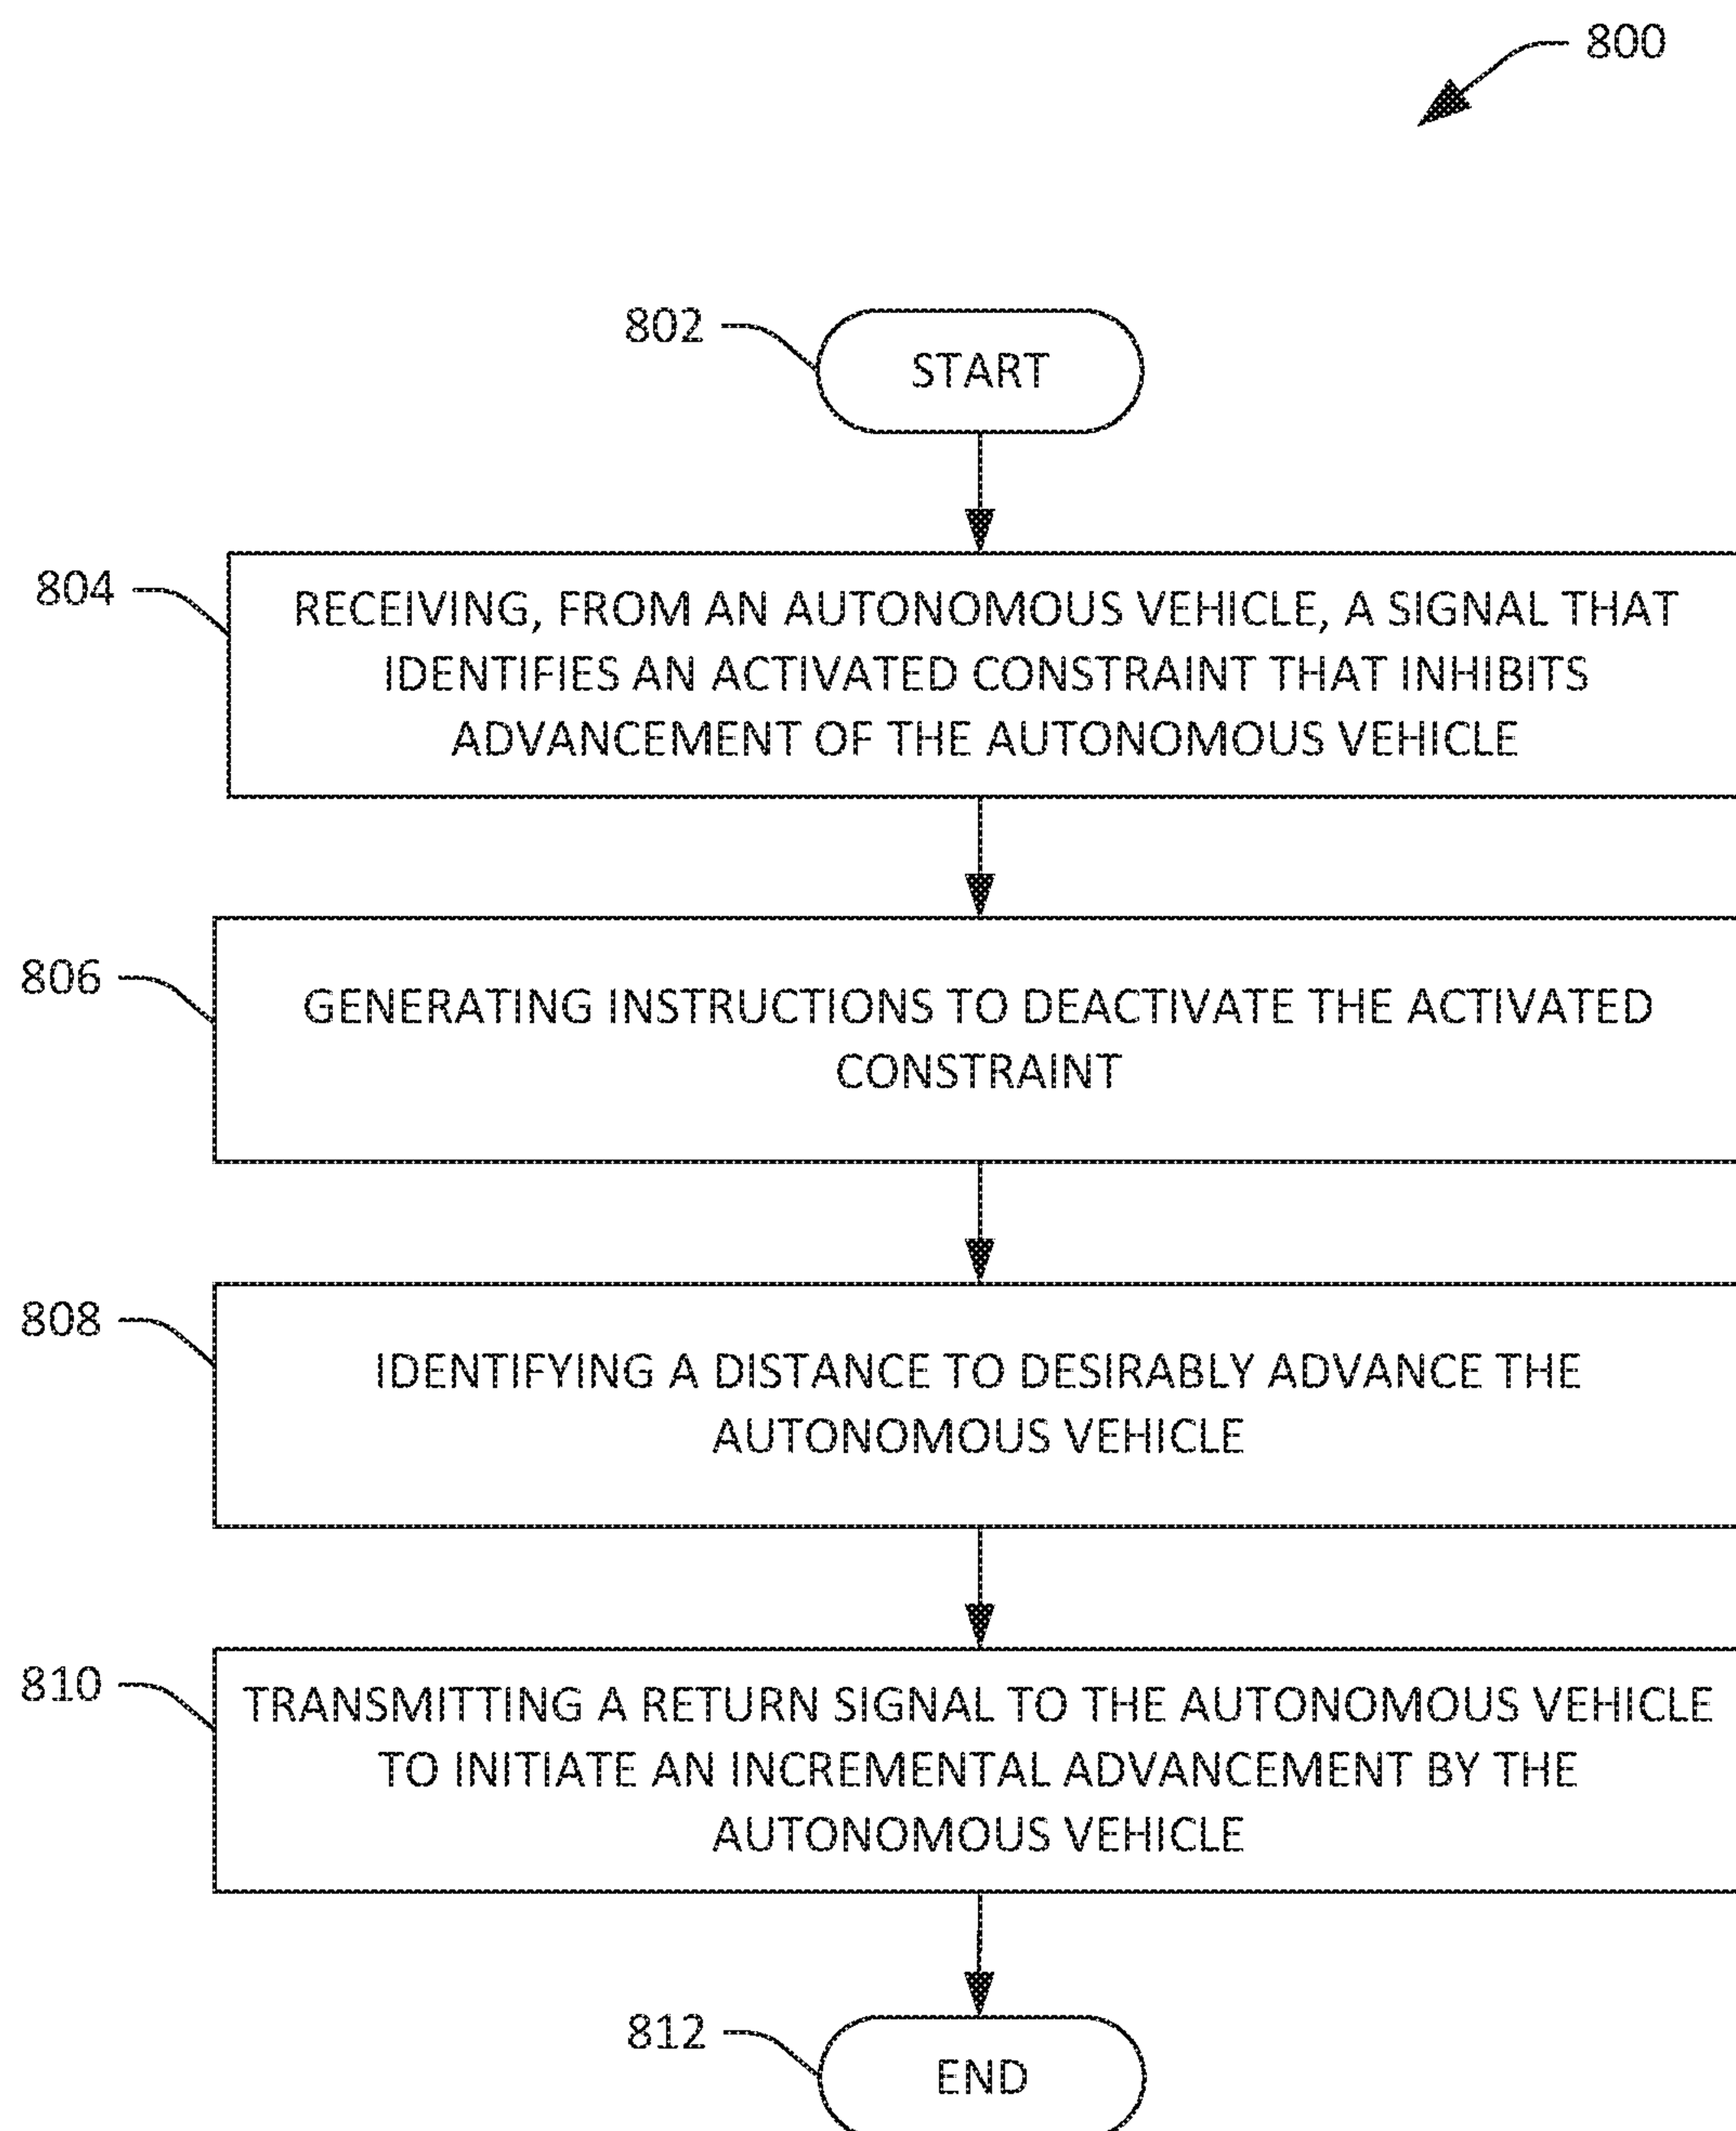 800
802
START
804
RECEIVING, FROM AN AUTONOMOUS VEHICLE, A SIGNAL THAT
IDENTIFIES AN ACTIVATED CONSTRAINT THAT INHIBITS
ADVANCEMENT OF THE AUTONOMOUS VEHICLE
806
GENERATING INSTRUCTIONS TO DEACTIVATE THE ACTIVATED
CONSTRAINT
808
IDENTIFYING A DISTANCE TO DESIRABLY ADVANCE THE
AUTONOMOUS VEHICLE
810
TRANSMITTING A RETURN SIGNAL TO THE AUTONOMOUS VEHICLE
TO INITIATE AN INCREMENTAL ADVANCEMENT BY THE
AUTONOMOUS VEHICLE
812
END